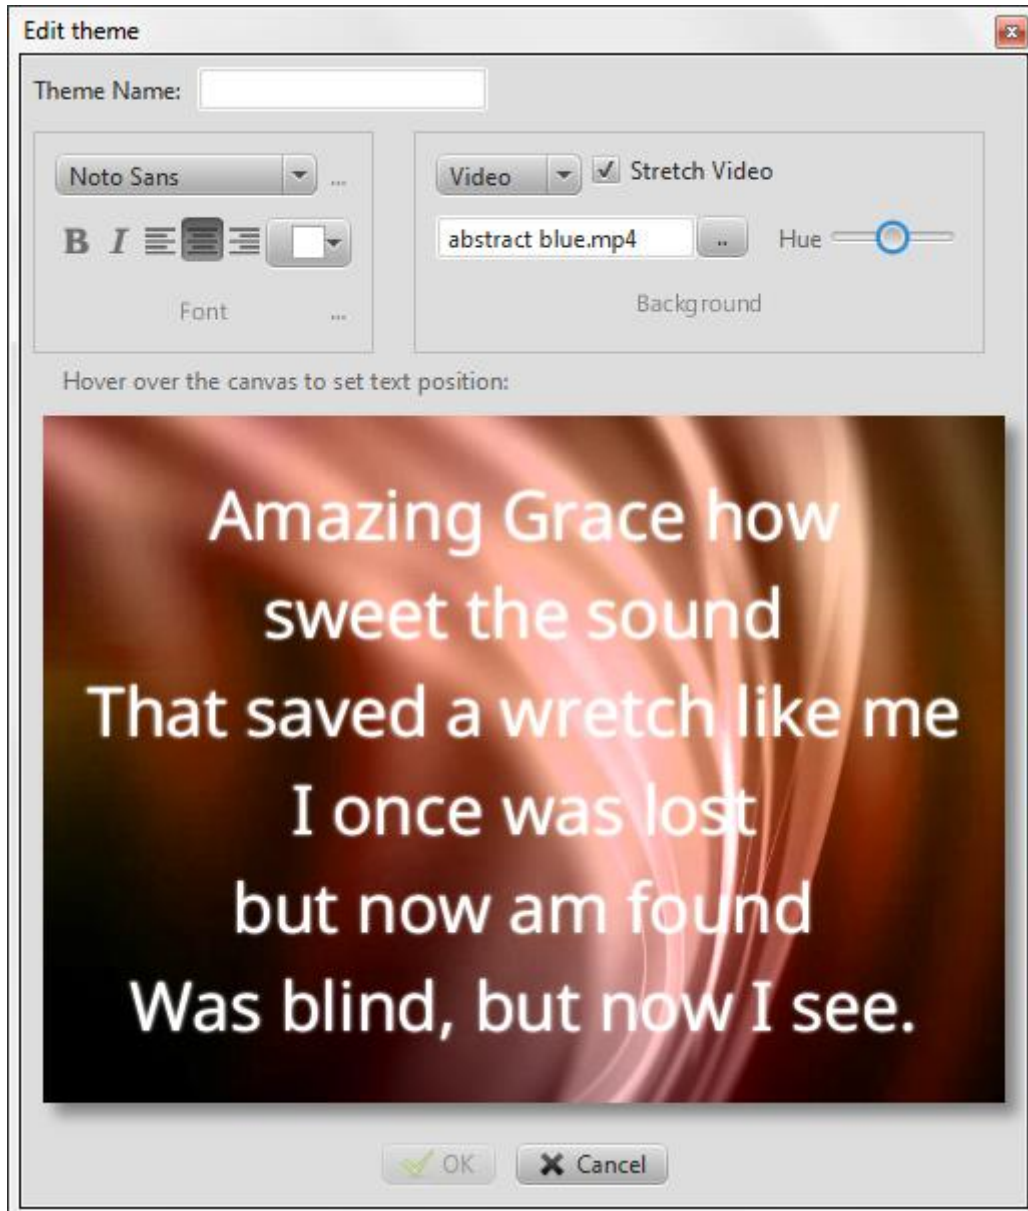 Edit theme
Theme Name:
Noto Sans
...
Video
Stretch Video
B I
abstract blue.mp4
..
Hue
Font
...
Background
Hover over the canvas to set text position:
Amazing Grace how
sweet the sound
That saved a wretch like me
I once was lost
but now am found
Was blind, but now I see.
OK
Cancel